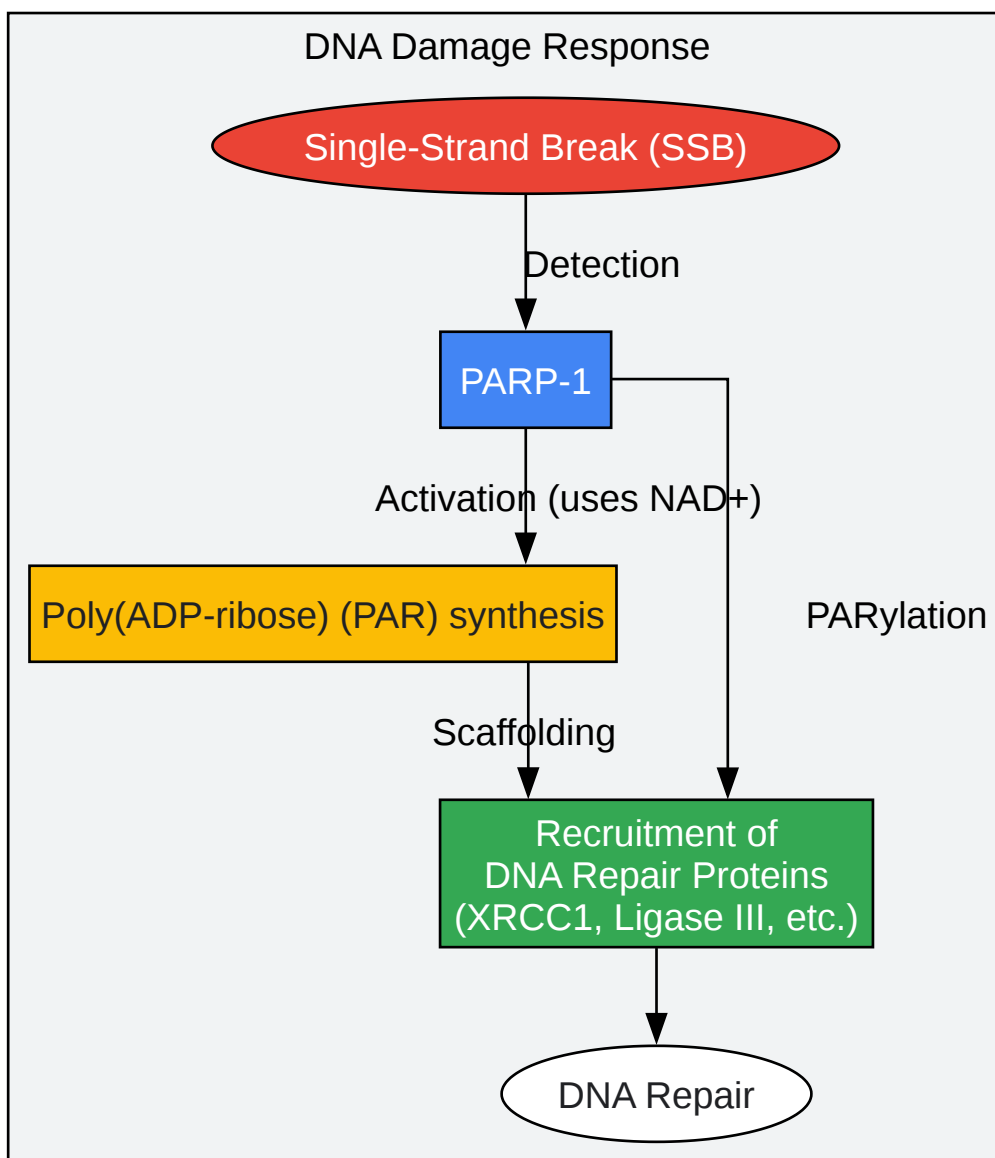 DNA Damage Response
Single-Strand Break (SSB)
Detection
PARP-1
Activation (uses NAD+)
Poly(ADP-ribose) (PAR) synthesis
PARylation
Scaffolding
Recruitment of
DNA Repair Proteins
(XRCC1, Ligase III, etc.)
DNA Repair